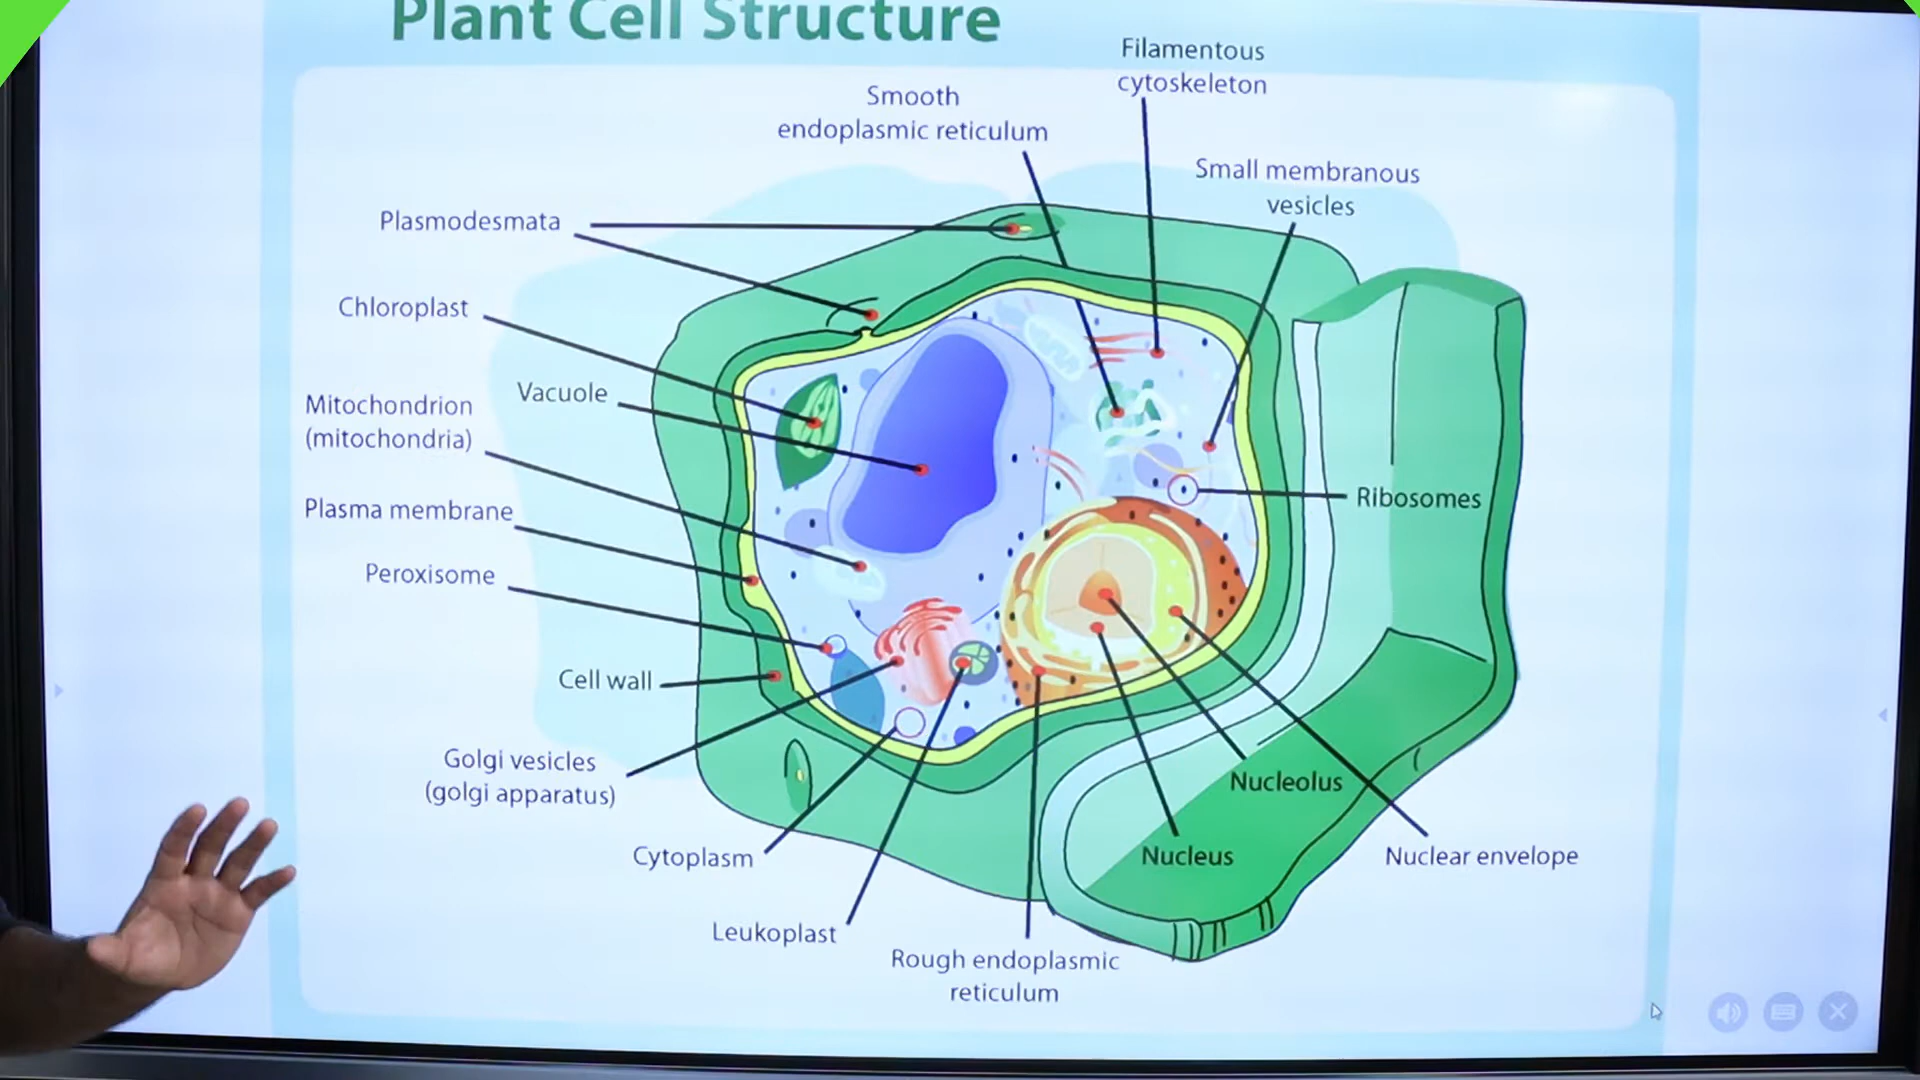 Plant Cell Structure
Filamentous
cytoskeleton
Smooth
endoplasmic reticulum
Small membranous
vesicles
Plasmodesmata
Chloroplast
Vacuole
Mitochondrion
(mitochondria)
Plasma membrane
Ribosomes
Peroxisome
Cell wall
Golgi vesicles
(golgi apparatus)
Nucleolus
Cytoplasm
Nucleus
Nuclear envelope
Leukoplast
Rough endoplasmic
reticulum